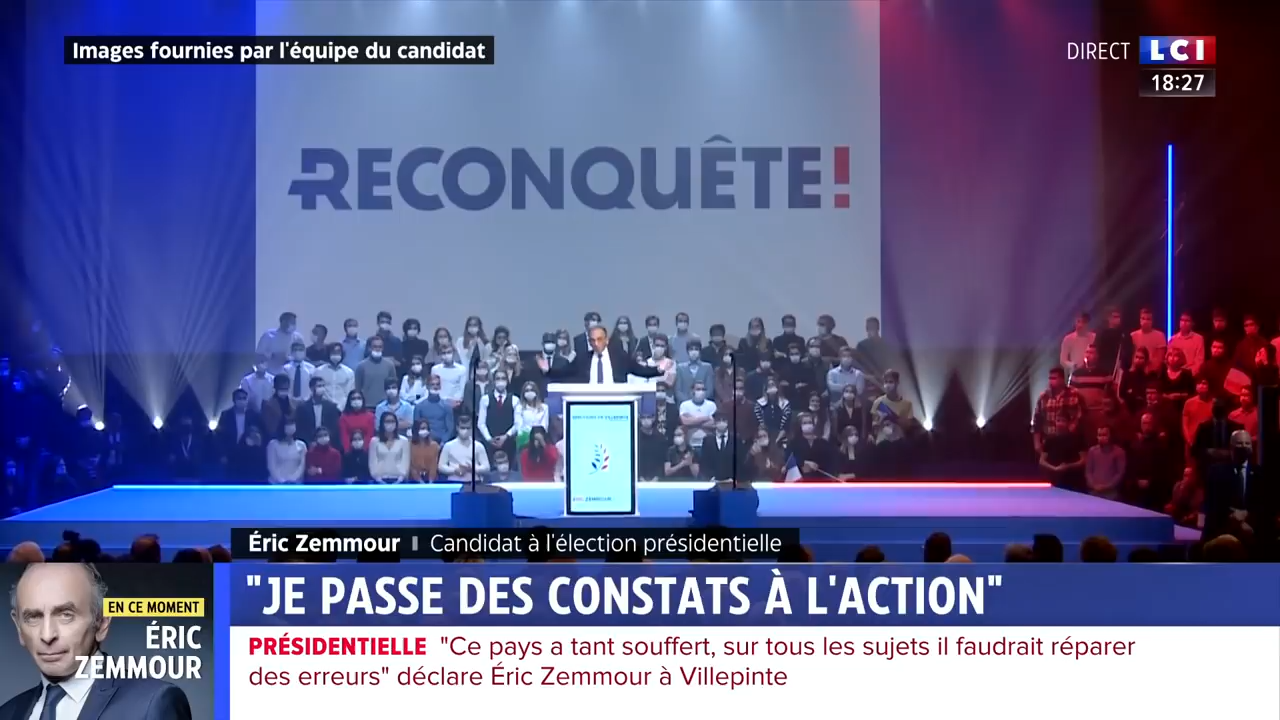 Images fournies par l'équipe du candidat
DIRECT LCI
18:27
RECONQUÊTE!
Éric Zemmour | Candidat à l'élection présidentielle
EN CE MOMENT
ÉRIC
ZEMMOUR
"JE PASSE DES CONSTATS À L'ACTION"
PRÉSIDENTIELLE "Ce pays a tant souffert, sur tous les sujets il faudrait réparer
des erreurs" déclare Éric Zemmour à Villepinte